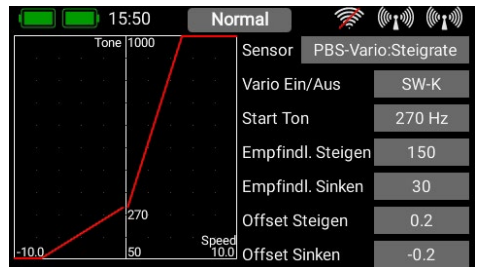 15:50 Normal
Tone 1000
270
Speed
-10.0 50 10.0
Sensor PBS-Vario:Steigrate
Vario Ein/Aus SW-K
Start Ton 270 Hz
Empfindl. Steigen 150
Empfindl. Sinken 30
Offset Steigen 0.2
Offset Sinken -0.2